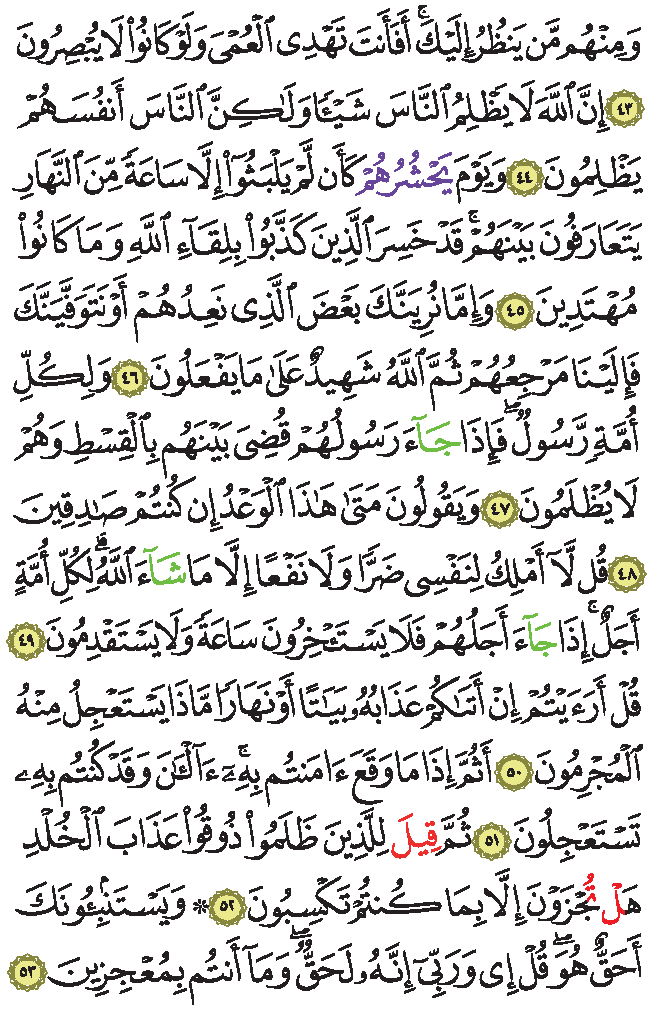 وَمِنْهُم مَّن يَنظُرُ إِلَيْكَ ۚ أَفَأَنتَ تَهْدِى ٱلْعُمْىَ وَلَوْ كَانُوا۟ لَا يُبْصِرُونَ
٤٣ إِنَّ ٱللَّهَ لَا يَظْلِمُ ٱلنَّاسَ شَيْـًٔا وَلَـٰكِنَّ ٱلنَّاسَ أَنفُسَهُمْ
يَظْلِمُونَ ٤٤ وَيَوْمَ يَحْشُرُهُمْ كَأَن لَّمْ يَلْبَثُوٓا۟ إِلَّا سَاعَةً مِّنَ ٱلنَّهَارِ
يَتَعَارَفُونَ بَيْنَهُمْ ۚ قَدْ خَسِرَ ٱلَّذِينَ كَذَّبُوا۟ بِلِقَآءِ ٱللَّهِ وَمَا كَانُوا۟
مُهْتَدِينَ ٤٥ وَإِمَّا نُرِيَنَّكَ بَعْضَ ٱلَّذِى نَعِدُهُمْ أَوْ نَتَوَفَّيَنَّكَ
فَإِلَيْنَا مَرْجِعُهُمْ ثُمَّ ٱللَّهُ شَهِيدٌ عَلَىٰ مَا يَفْعَلُونَ ٤٦ وَلِكُلِّ
أُمَّةٍ رَّسُولٌ ۖ فَإِذَا جَآءَ رَسُولُهُمْ قُضِىَ بَيْنَهُم بِٱلْقِسْطِ وَهُمْ
لَا يُظْلَمُونَ ٤٧ وَيَقُولُونَ مَتَىٰ هَـٰذَا ٱلْوَعْدُ إِن كُنتُمْ صَـٰدِقِينَ
٤٨ قُل لَّآ أَمْلِكُ لِنَفْسِى ضَرًّا وَلَا نَفْعًا إِلَّا مَا شَآءَ ٱللَّهُ ۗ لِكُلِّ أُمَّةٍ
أَجَلٌ ۚ إِذَا جَآءَ أَجَلُهُمْ فَلَا يَسْتَـْٔخِرُونَ سَاعَةً وَلَا يَسْتَقْدِمُونَ ٤٩
قُلْ أَرَءَيْتُمْ إِنْ أَتَىٰكُمْ عَذَابُهُۥ بَيَـٰتًا أَوْ نَهَارًا مَّاذَا يَسْتَعْجِلُ مِنْهُ
ٱلْمُجْرِمُونَ ٥٠ أَثُمَّ إِذَا مَا وَقَعَ ءَامَنتُم بِهِۦٓ ۚ ءَآلْـَٔـٰنَ وَقَدْ كُنتُم بِهِۦ
تَسْتَعْجِلُونَ ٥١ ثُمَّ قِيلَ لِلَّذِينَ ظَلَمُوا۟ ذُوقُوا۟ عَذَابَ ٱلْخُلْدِ
هَلْ تُجْزَوْنَ إِلَّا بِمَا كُنتُمْ تَكْسِبُونَ ٥٢ * وَيَسْتَنۢبِـُٔونَكَ
أَحَقٌّ هُوَ ۖ قُلْ إِى وَرَبِّىٓ إِنَّهُۥ لَحَقٌّ ۖ وَمَآ أَنتُم بِمُعْجِزِينَ ٥٣